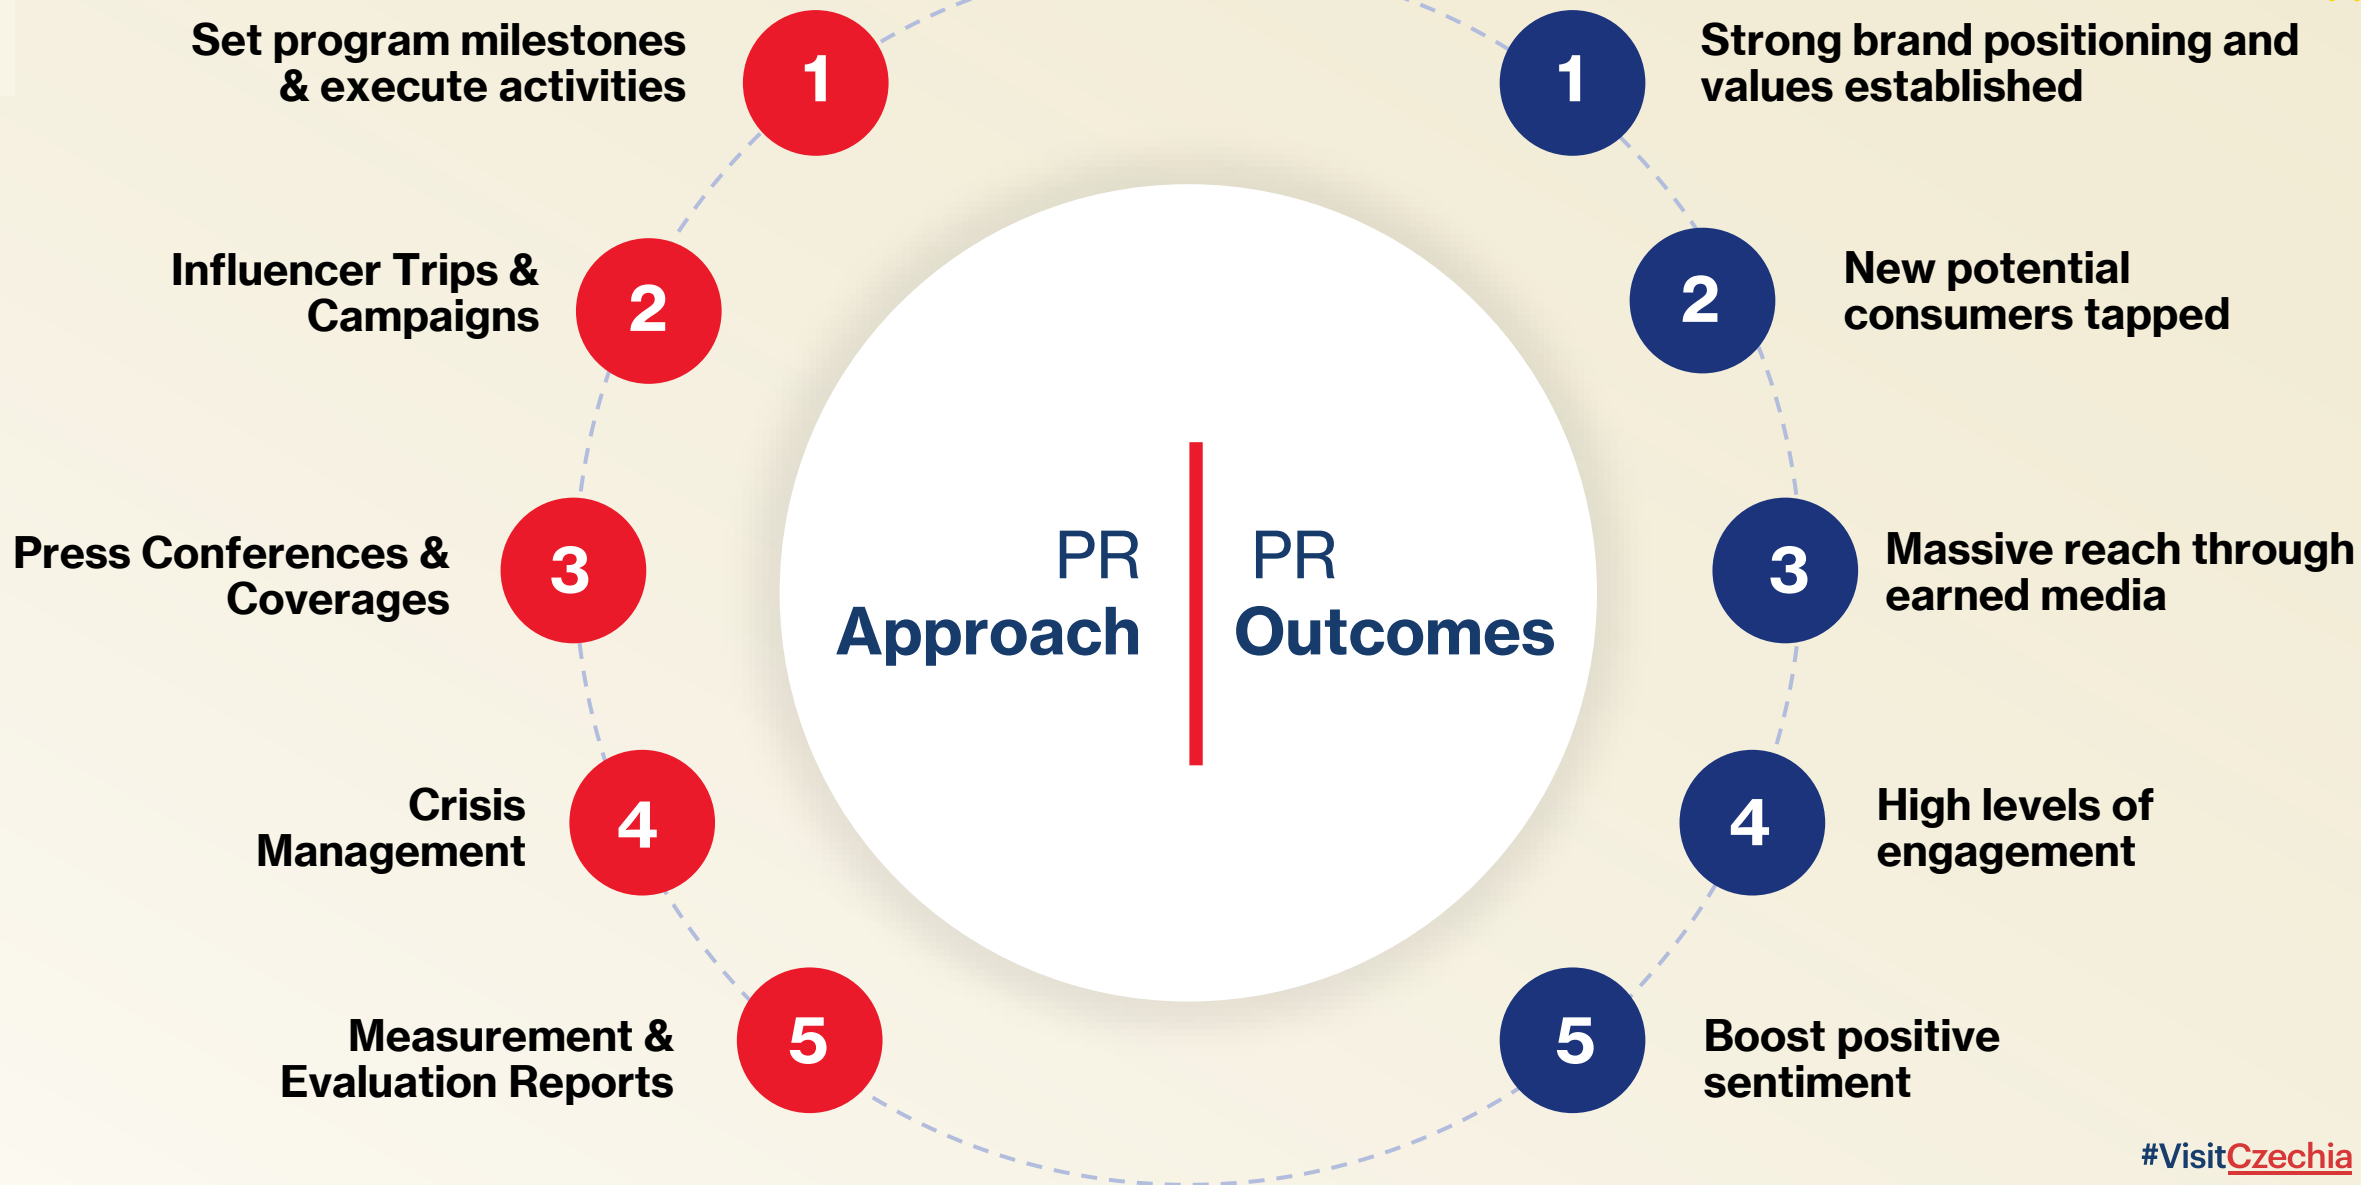 Set program milestones
& execute activities
1
Influencer Trips &
Campaigns
2
Press Conferences &
Coverages
3
Crisis
Management
4
Measurement &
Evaluation Reports
5
PR
Approach
PR
Outcomes
1
Strong brand positioning and
values established
2
New potential
consumers tapped
3
Massive reach through
earned media
4
High levels of
engagement
5
Boost positive
sentiment
#VisitCzechia